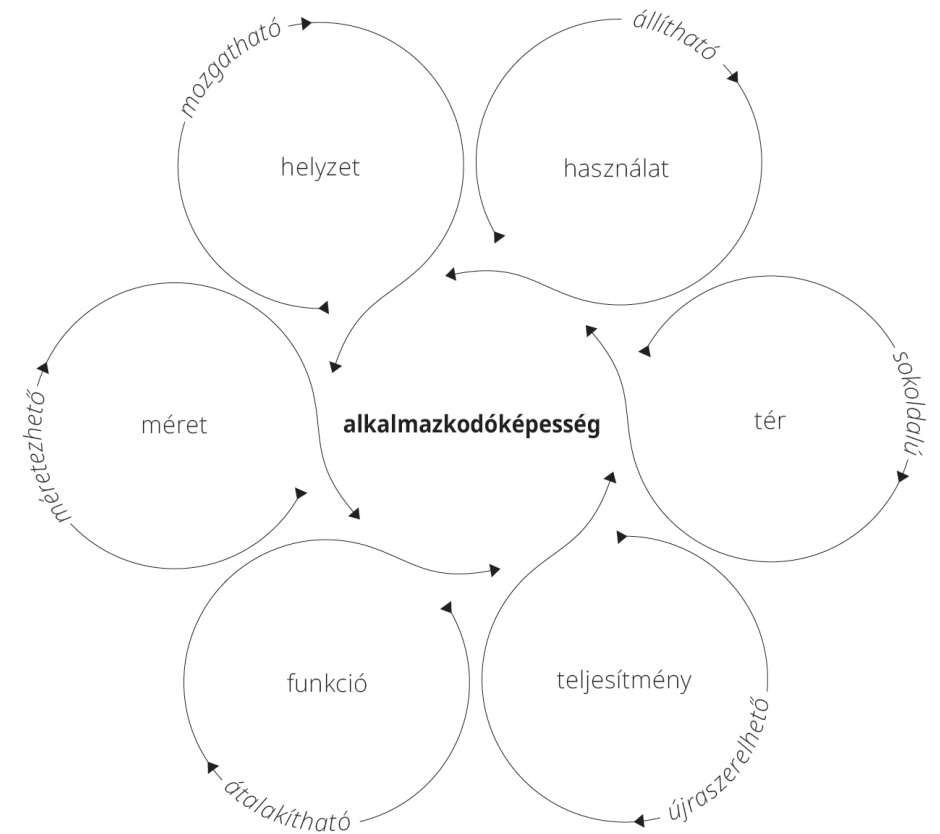 mozgatható
állítható
helyzet
használat
méretezhető
méret
alkalmazkodóképesség
tér
sokoldalú
funkció
teljesítmény
átalakítható
újraszerelhető